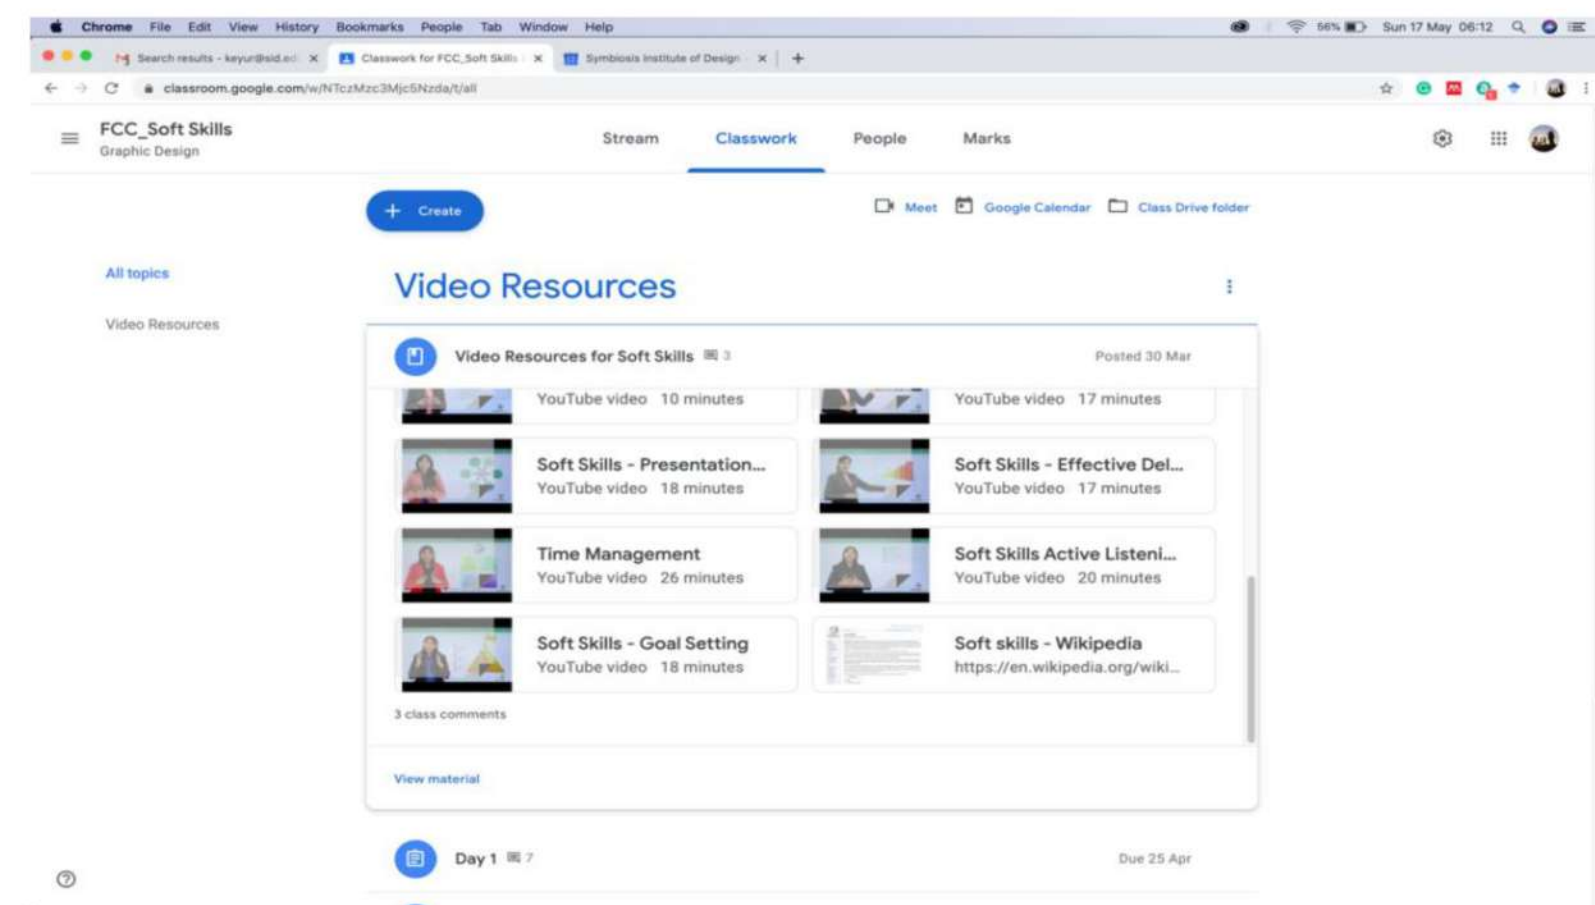 Chrome File Edit View History Bookmarks People Tab Window Help 56% Sun 17 May 06:12
Search results - keyur@sid.ed Classwork for FCC_Soft Skills Symbiosis Institute of Design
classroom.google.com/w/NTczMzc3Mjc5Nzda/t/all
FCC_Soft Skills
Graphic Design
Stream Classwork People Marks
+ Create
Meet Google Calendar Class Drive folder
All topics
Video Resources
Video Resources
Video Resources for Soft Skills 3 Posted 30 Mar
YouTube video 10 minutes
YouTube video 17 minutes
Soft Skills - Presentation...
YouTube video 18 minutes
Soft Skills - Effective Del...
YouTube video 17 minutes
Time Management
YouTube video 26 minutes
Soft Skills Active Listeni...
YouTube video 20 minutes
Soft Skills - Goal Setting
YouTube video 18 minutes
Soft skills - Wikipedia
https://en.wikipedia.org/wiki...
3 class comments
View material
Day 1 7 Due 25 Apr